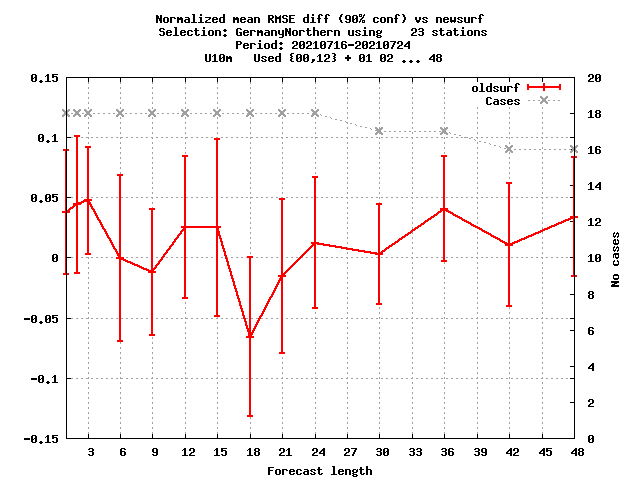 Normalized mean RMSE diff (90% conf) vs newsurf
Selection: GermanyNorthern using    23 stations
Period: 20210716-20210724
U10m   Used {00,12} + 01 02 ... 48
oldsurf
Cases
0.15
0.1
0.05
0
-0.05
-0.1
-0.15
20
18
16
14
12
10
8
6
4
2
0
No cases
3 6 9 12 15 18 21 24 27 30 33 36 39 42 45 48
Forecast length